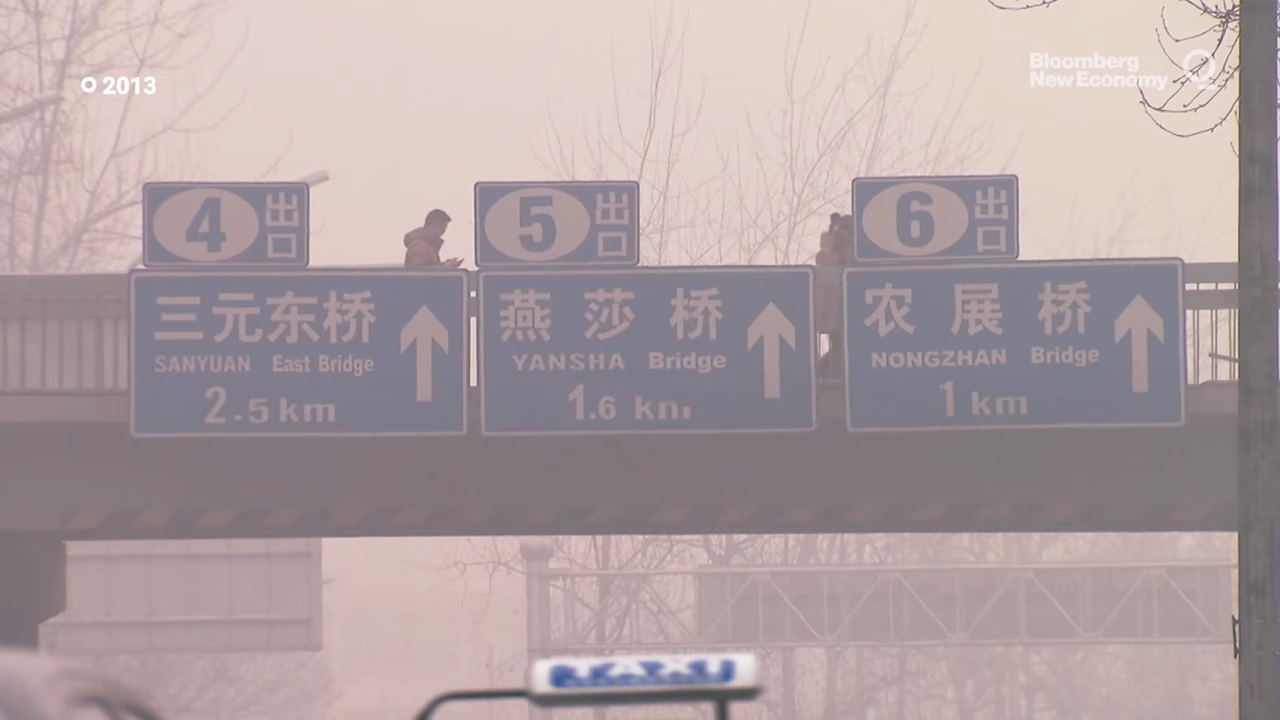 2013
Bloomberg
New Economy
4 出口
5 出口
6 出口
三元东桥
SANYUAN East Bridge
2.5 km
燕莎桥
YANSHA Bridge
1.6 km
农展桥
NONGZHAN Bridge
1 km
TAXI